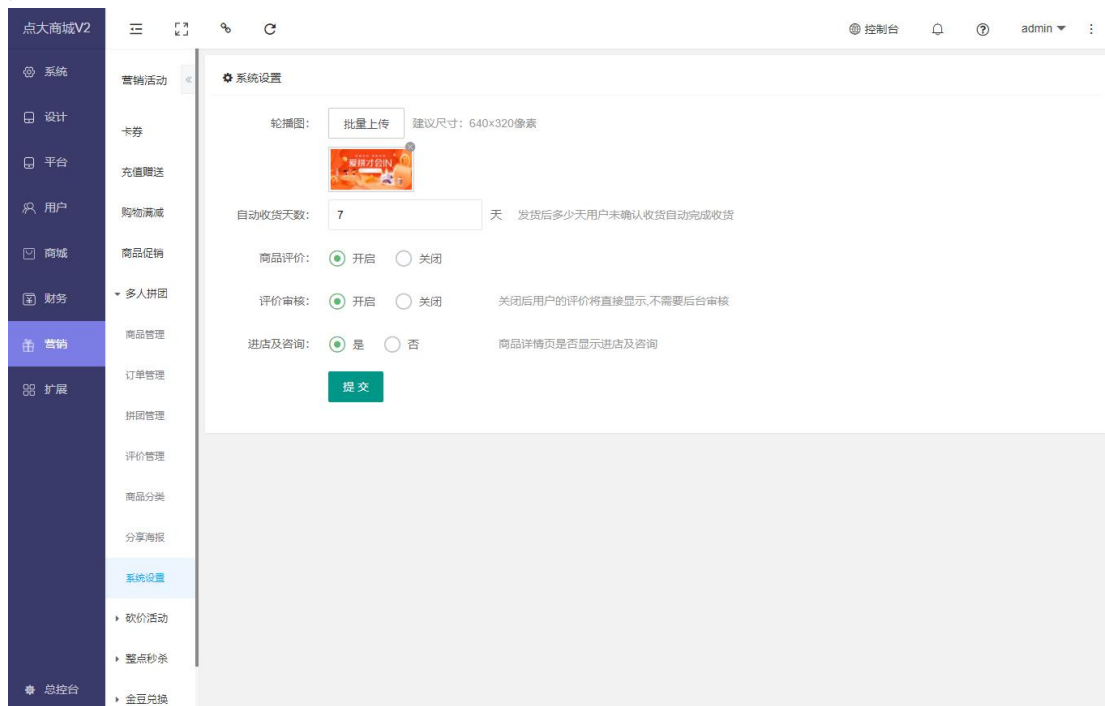 点大商城V2
控制台
admin
系统
设计
平台
用户
商城
财务
营销
扩展
总控台
营销活动
卡券
充值赠送
购物满减
商品促销
多人拼团
商品管理
订单管理
拼团管理
评价管理
商品分类
分享海报
系统设置
砍价活动
整点秒杀
金豆兑换
系统设置
轮播图： 批量上传 建议尺寸：640×320像素
爱拼才会IN
自动收货天数： 7 天 发货后多少天用户未确认收货自动完成收货
商品评价： 开启 关闭
评价审核： 开启 关闭 关闭后用户的评价将直接显示,不需要后台审核
进店及咨询： 是 否 商品详情页是否显示进店及咨询
提交